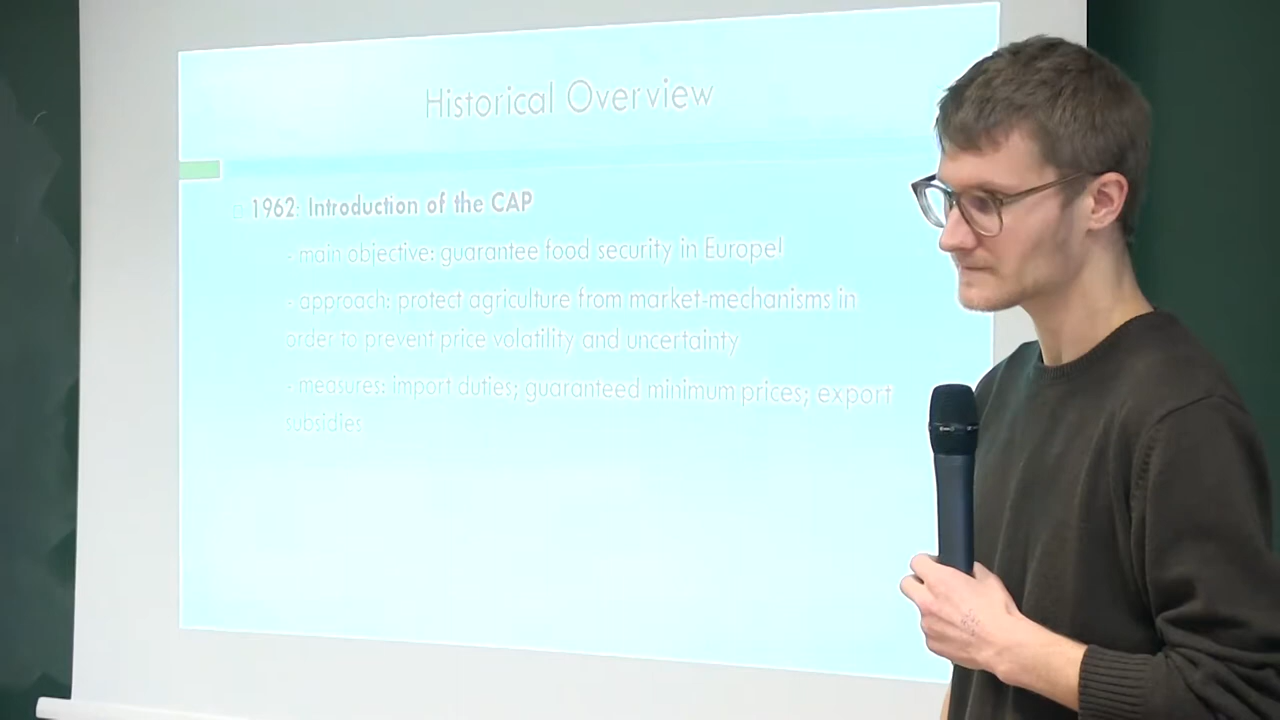 Historical Overview
1962: Introduction of the CAP
- main objective: guarantee food security in Europe!
- approach: protect agriculture from market-mechanisms in
order to prevent price volatility and uncertainty
- measures: import duties; guaranteed minimum prices; export
subsidies